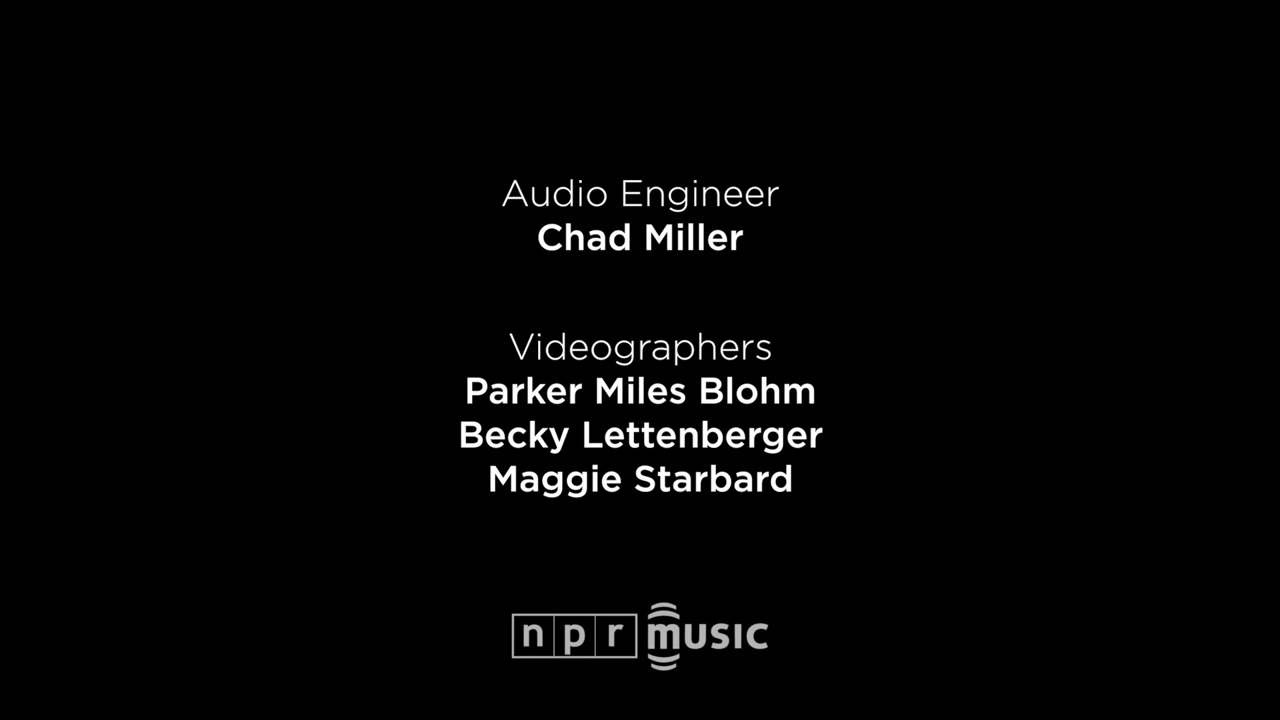 Audio Engineer
Chad Miller
Videographers
Parker Miles Blohm
Becky Lettenberger
Maggie Starbard
npr music